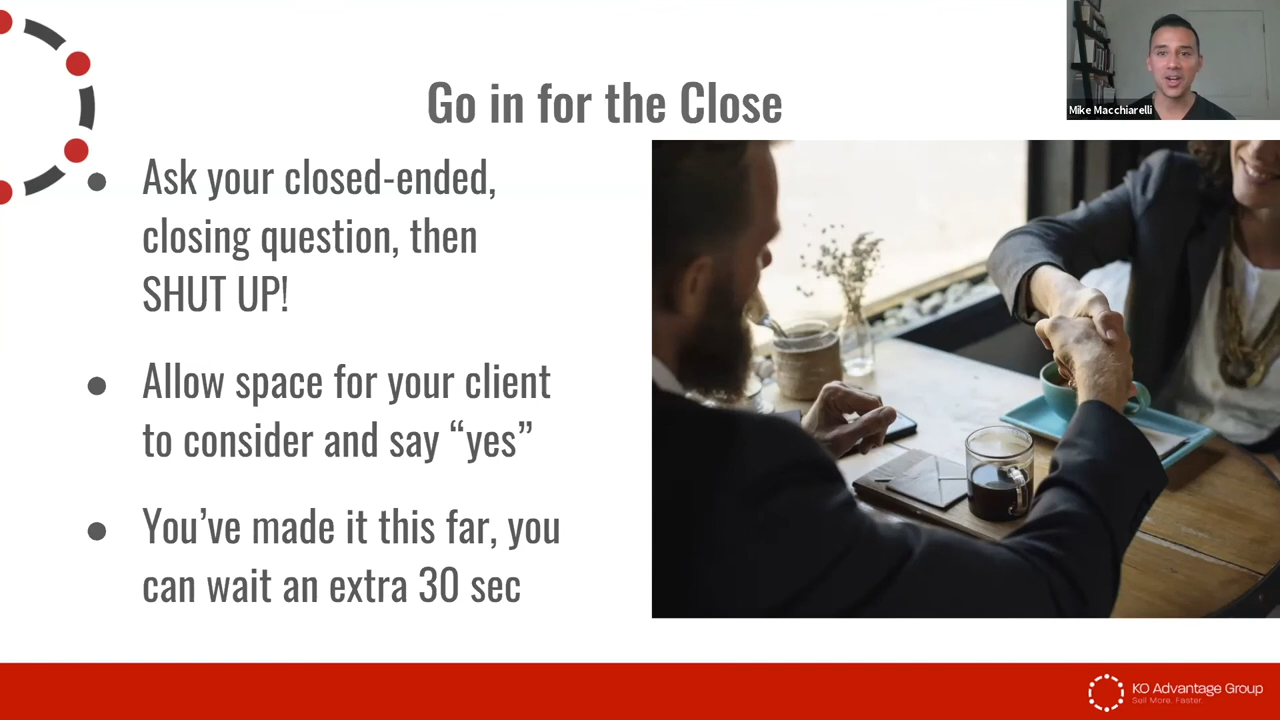 Mike Macchiarelli
Go in for the Close
● Ask your closed-ended,
closing question, then
SHUT UP!
● Allow space for your client
to consider and say “yes”
● You’ve made it this far, you
can wait an extra 30 sec
KO Advantage Group
Sell More. Faster.